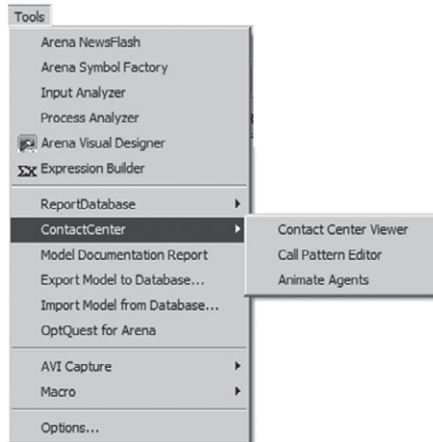 Tools
Arena NewsFlash
Arena Symbol Factory
Input Analyzer
Process Analyzer
Arena Visual Designer
Expression Builder
ReportDatabase
ContactCenter
Contact Center Viewer
Model Documentation Report
Call Pattern Editor
Export Model to Database...
Animate Agents
Import Model from Database...
OptQuest for Arena
AVI Capture
Macro
Options...